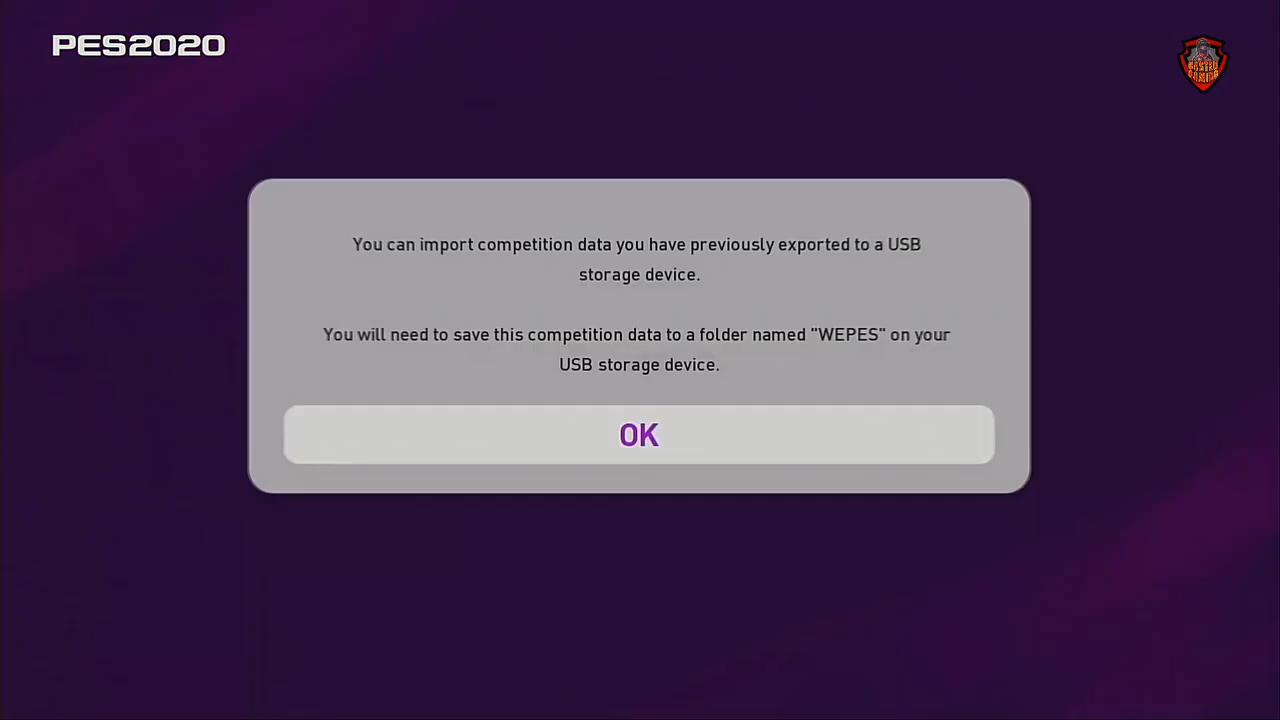 PES2020
You can import competition data you have previously exported to a USB
storage device.
You will need to save this competition data to a folder named "WEPES" on your
USB storage device.
OK